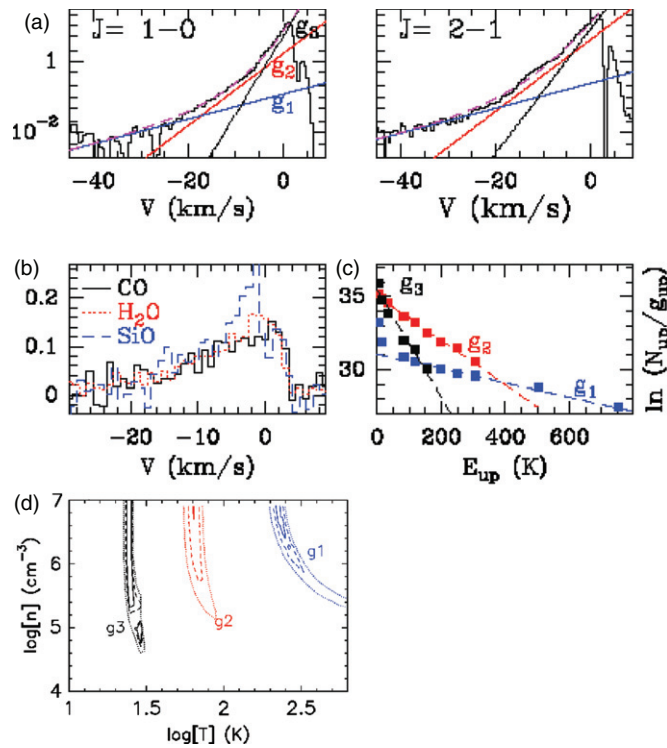 (a)
J= 1-0
g3
g2
g1
1
10^-2
-40 -20 0
V (km/s)
J= 2-1
-40 -20 0
V (km/s)
(b)
CO
H2O
SiO
0.2
0.1
0
-20 -10 0
V (km/s)
(c)
g3
g2
g1
35
30
0 200 400 600
Eup (K)
ln (Nup/gup)
(d)
7
6
5
4
log[n] (cm^-3)
g3
g2
g1
1 1.5 2 2.5
log[T] (K)